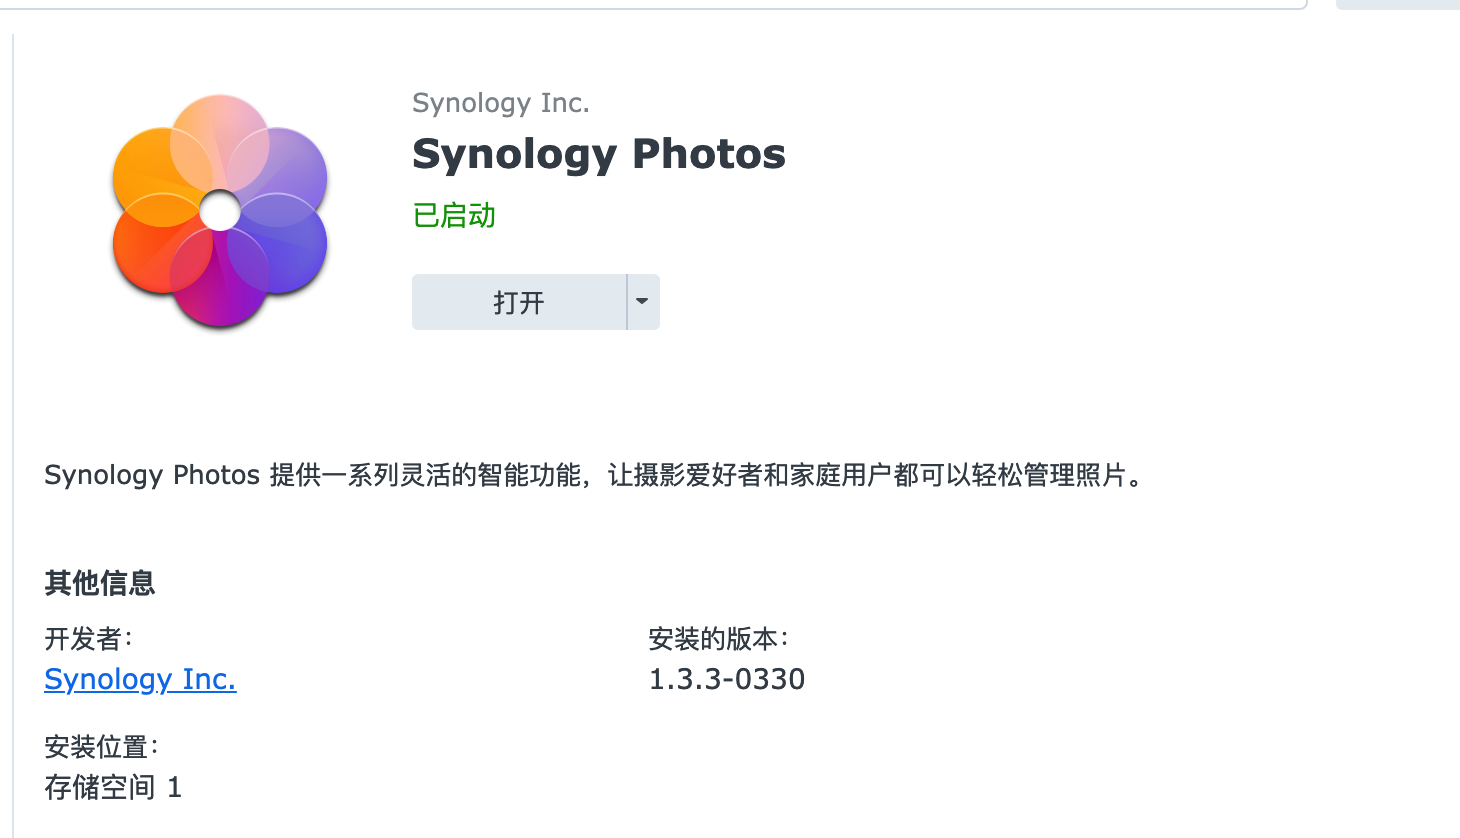 Synology Inc.
Synology Photos
已启动
打开
Synology Photos 提供一系列灵活的智能功能，让摄影爱好者和家庭用户都可以轻松管理照片。
其他信息
开发者：
Synology Inc.
安装的版本：
1.3.3-0330
安装位置：
存储空间 1